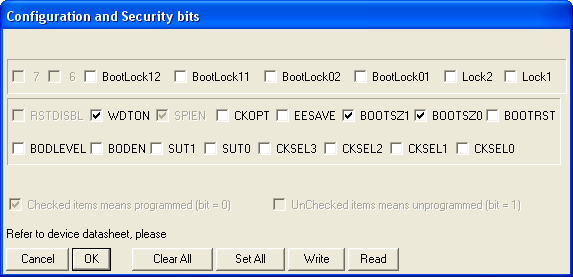 Configuration and Security bits
7 6 BootLock12 BootLock11 BootLock02 BootLock01 Lock2 Lock1
RSTDISBL WDTON SPIEN CKOPT EESAVE BOOTSZ1 BOOTSZ0 BOOTRST
BODLEVEL BODEN SUT1 SUT0 CKSEL3 CKSEL2 CKSEL1 CKSEL0
Checked items means programmed (bit = 0) UnChecked items means unprogrammed (bit = 1)
Refer to device datasheet, please
Cancel OK Clear All Set All Write Read